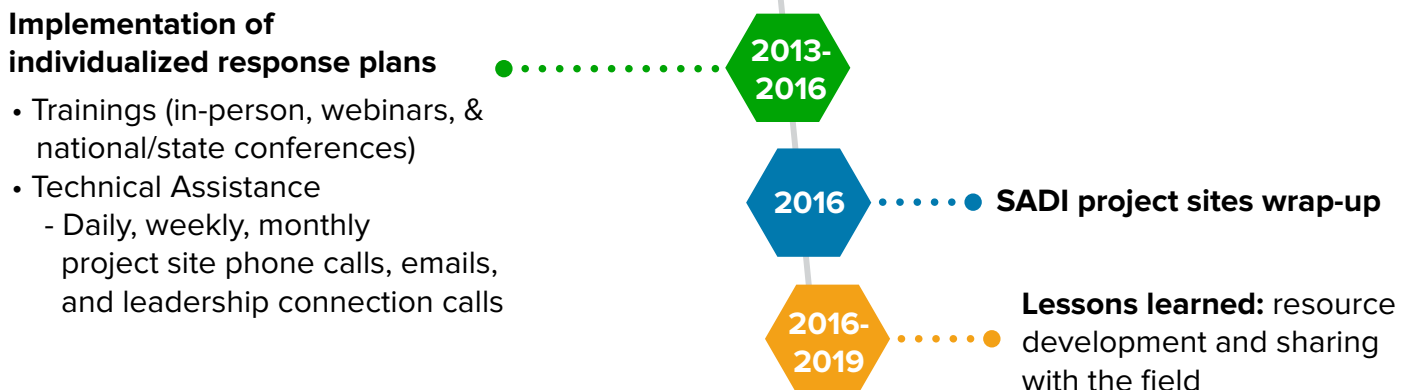 Implementation of
individualized response plans
• Trainings (in-person, webinars, &
national/state conferences)
• Technical Assistance
- Daily, weekly, monthly
project site phone calls, emails,
and leadership connection calls
2013-
2016
2016
SADI project sites wrap-up
2016-
2019
Lessons learned: resource
development and sharing
with the field